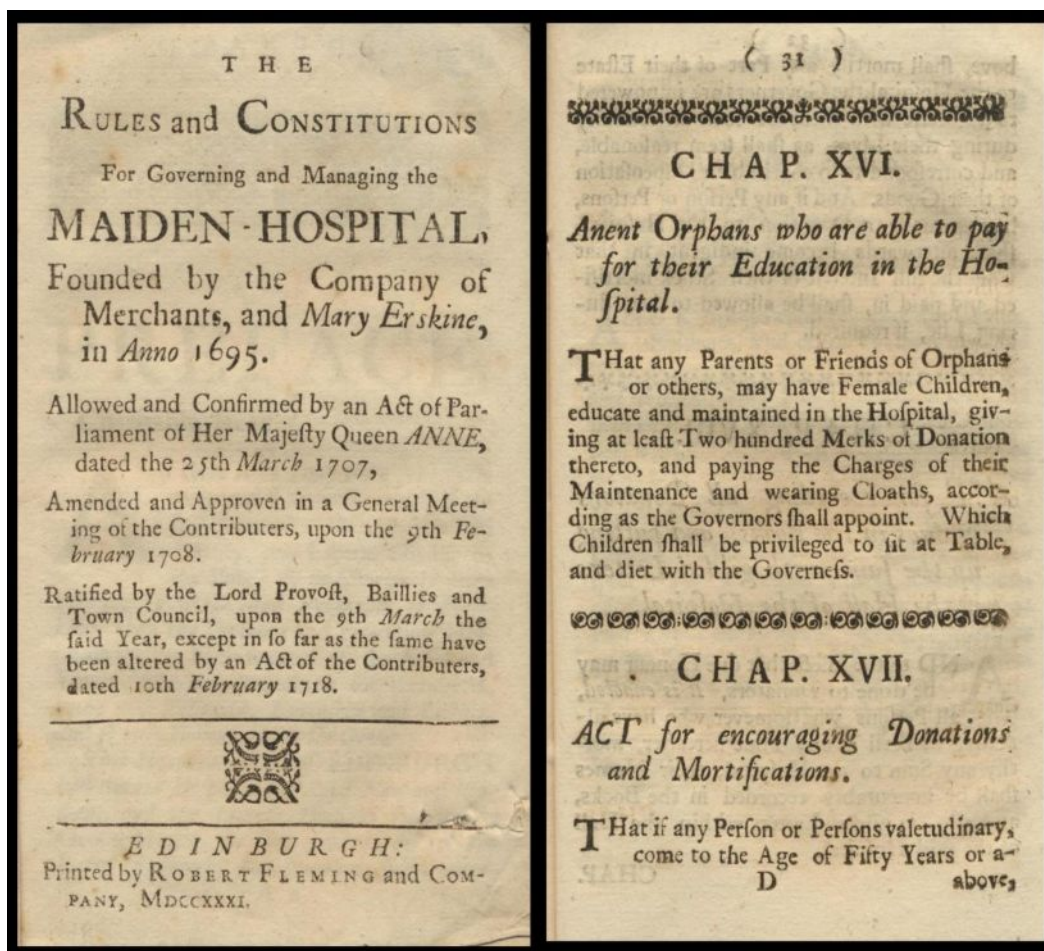 THE
RULES and CONSTITUTIONS
For Governing and Managing the
MAIDEN-HOSPITAL,
Founded by the Company of
Merchants, and Mary Erskine,
in Anno 1695.
Allowed and Confirmed by an Act of Par-
liament of Her Majeſty Queen ANNE,
dated the 25th March 1707,
Amended and Approven in a General Meet-
ing of the Contributers, upon the 9th Fe-
bruary 1708.
Ratified by the Lord Provoſt, Baillies and
Town Council, upon the 9th March the
ſaid Year, except in ſo far as the ſame have
been altered by an Act of the Contributers,
dated 10th February 1718.
EDINBURGH:
Printed by ROBERT FLEMING and COM-
PANY, MDCCXXXI.
( 31 )
CHAP. XVI.
Anent Orphans who are able to pay
for their Education in the Ho-
ſpital.
THat any Parents or Friends of Orphans
or others, may have Female Children,
educate and maintained in the Hoſpital, giv-
ing at leaſt Two hundred Merks of Donation
thereto, and paying the Charges of their
Maintenance and wearing Cloaths, accor-
ding as the Governors ſhall appoint. Which
Children ſhall be privileged to ſit at Table,
and diet with the Governeſs.
CHAP. XVII.
ACT for encouraging Donations
and Mortifications.
THat if any Perſon or Perſons valetudinary,
come to the Age of Fifty Years or a-
D above,